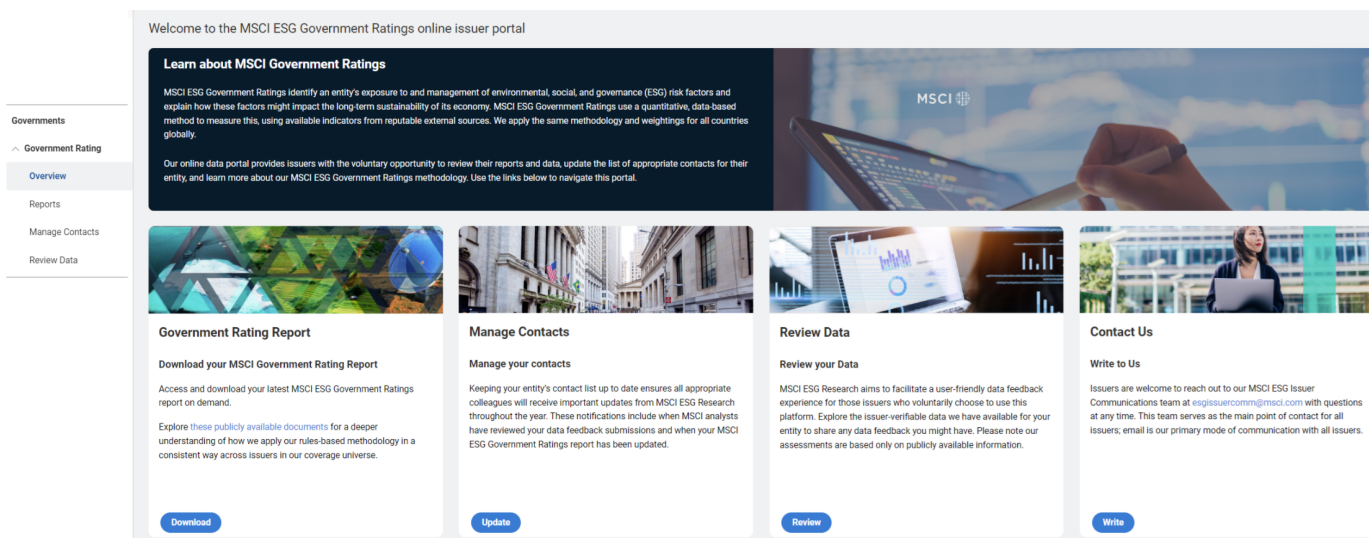 Welcome to the MSCI ESG Government Ratings online issuer portal
Learn about MSCI Government Ratings
MSCI ESG Government Ratings identify an entity's exposure to and management of environmental, social, and governance (ESG) risk factors and
explain how these factors might impact the long-term sustainability of its economy. MSCI ESG Government Ratings use a quantitative, data-based
method to measure this, using available indicators from reputable external sources. We apply the same methodology and weightings for all countries
globally.
Our online data portal provides issuers with the voluntary opportunity to review their reports and data, update the list of appropriate contacts for their
entity, and learn more about our MSCI ESG Government Ratings methodology. Use the links below to navigate this portal.
MSCI
Governments
Government Rating
Overview
Reports
Manage Contacts
Review Data
Government Rating Report
Download your MSCI Government Rating Report
Access and download your latest MSCI ESG Government Ratings
report on demand.
Explore these publicly available documents for a deeper
understanding of how we apply our rules-based methodology in a
consistent way across issuers in our coverage universe.
Download
Manage Contacts
Manage your contacts
Keeping your entity's contact list up to date ensures all appropriate
colleagues will receive important updates from MSCI ESG Research
throughout the year. These notifications include when MSCI analysts
have reviewed your data feedback submissions and when your MSCI
ESG Government Ratings report has been updated.
Update
Review Data
Review your Data
MSCI ESG Research aims to facilitate a user-friendly data feedback
experience for those issuers who voluntarily choose to use this
platform. Explore the issuer-verifiable data we have available for your
entity to share any data feedback you might have. Please note our
assessments are based only on publicly available information.
Review
Contact Us
Write to Us
Issuers are welcome to reach out to our MSCI ESG Issuer
Communications team at esgissuercomm@msci.com with questions
at any time. This team serves as the main point of contact for all
issuers; email is our primary mode of communication with all issuers.
Write